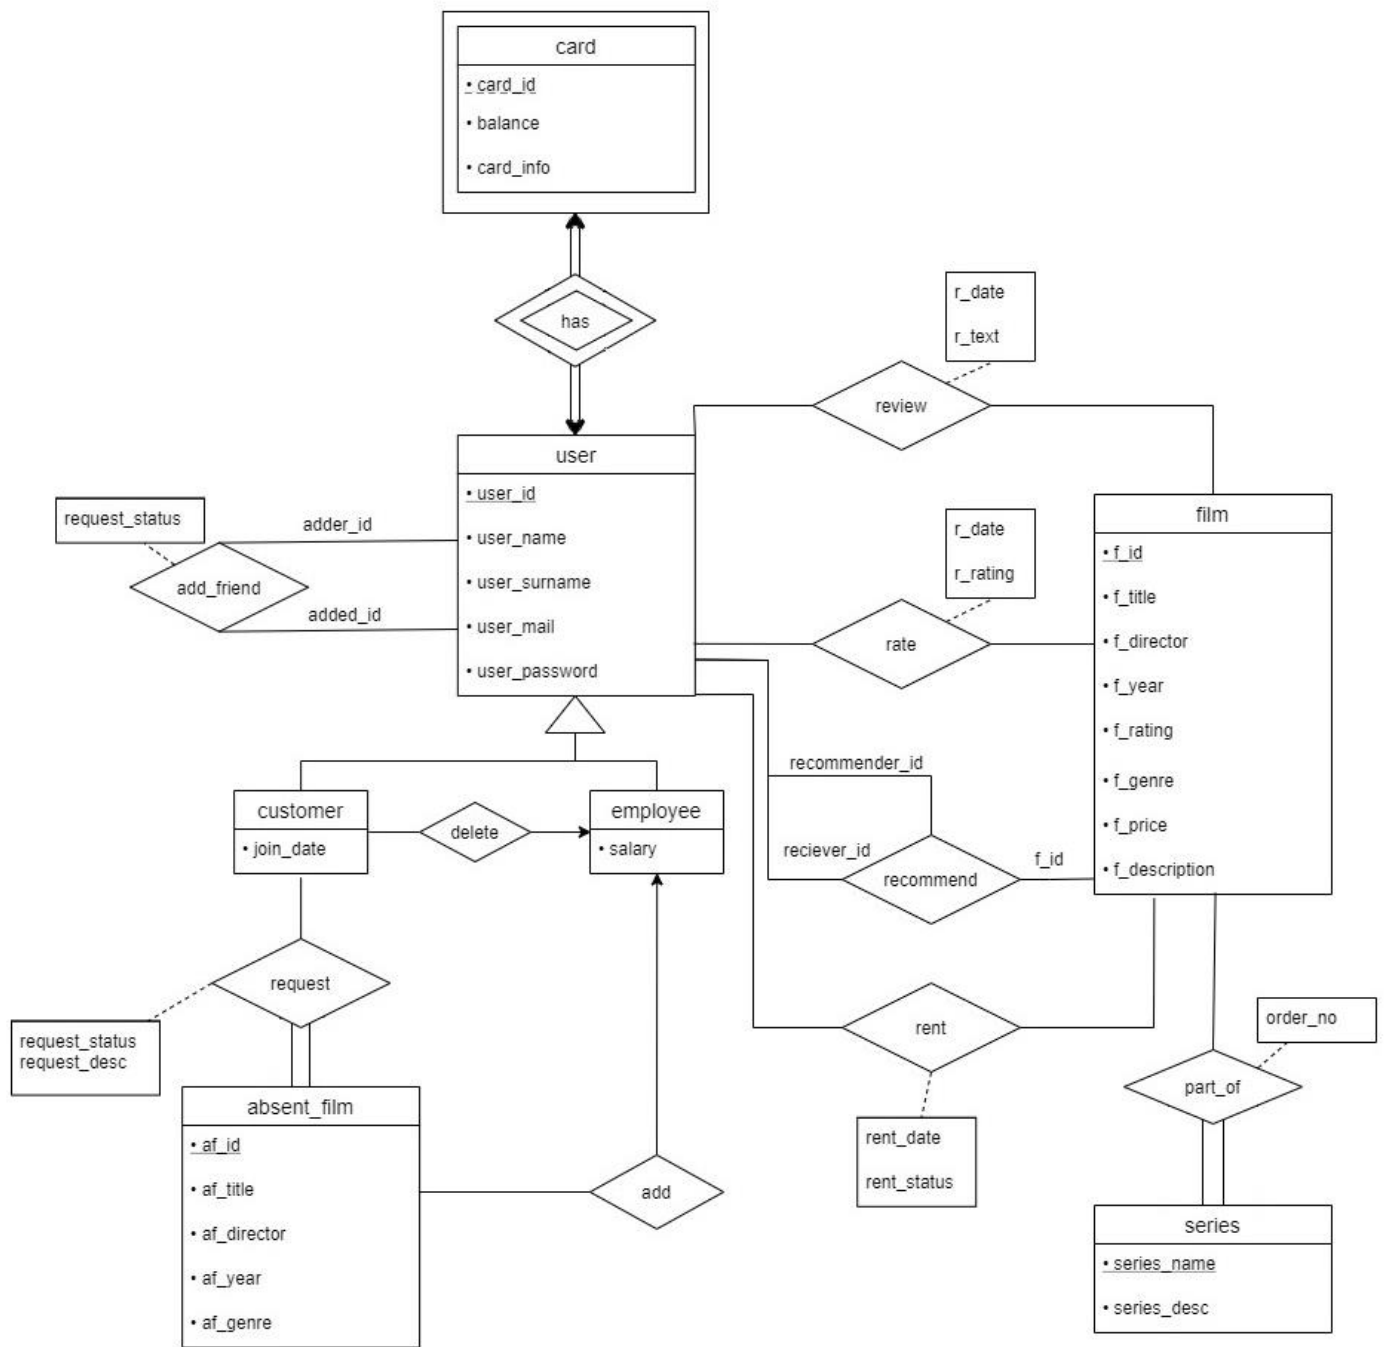 card
• card_id
• balance
• card_info
has
r_date
r_text
review
user
• user_id
• user_name
• user_surname
• user_mail
• user_password
request_status
add_friend
adder_id
added_id
r_date
r_rating
rate
film
• f_id
• f_title
• f_director
• f_year
• f_rating
• f_genre
• f_price
• f_description
recommender_id
reciever_id
recommend
f_id
customer
• join_date
delete
employee
• salary
request
request_status
request_desc
rent
rent_date
rent_status
order_no
part_of
absent_film
• af_id
• af_title
• af_director
• af_year
• af_genre
add
series
• series_name
• series_desc